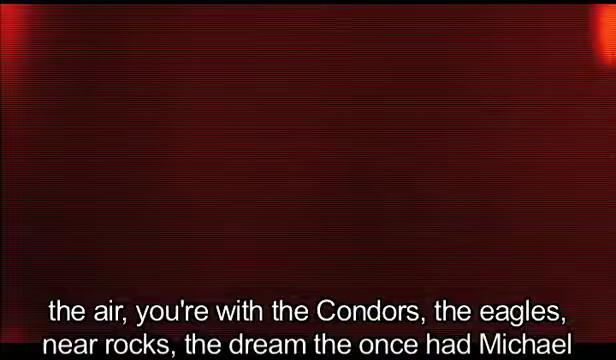 the air, you're with the Condors, the eagles,
near rocks, the dream the once had Michael